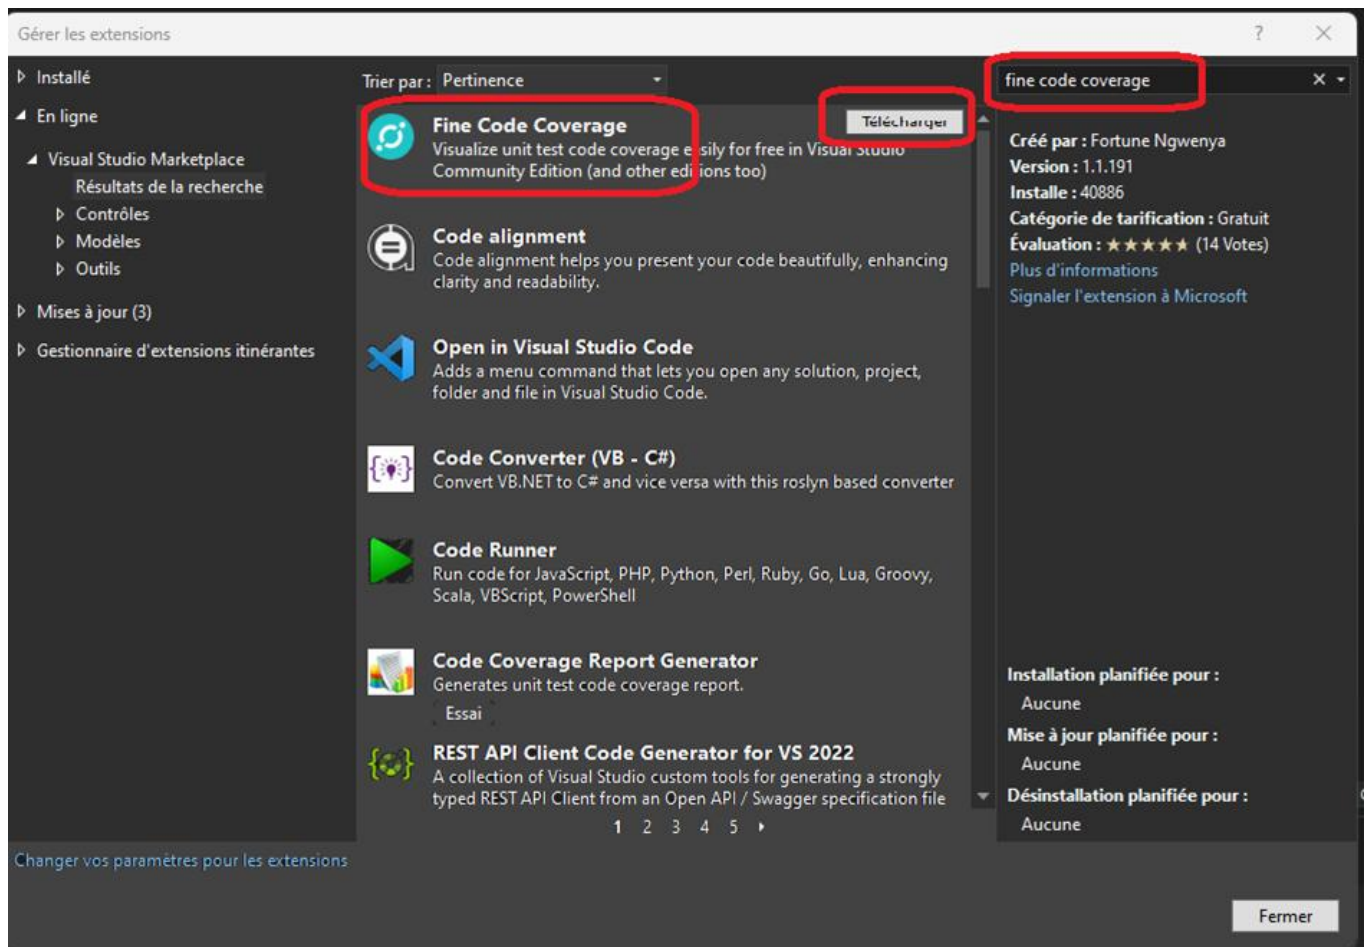 Gérer les extensions
Installé
En ligne
Visual Studio Marketplace
Résultats de la recherche
Contrôles
Modèles
Outils
Mises à jour (3)
Gestionnaire d'extensions itinérantes
Changer vos paramètres pour les extensions
Trier par : Pertinence
Fine Code Coverage
Télécharger
Visualize unit test code coverage easily for free in Visual Studio
Community Edition (and other editions too)
Code alignment
Code alignment helps you present your code beautifully, enhancing
clarity and readability.
Open in Visual Studio Code
Adds a menu command that lets you open any solution, project,
folder and file in Visual Studio Code.
Code Converter (VB - C#)
Convert VB.NET to C# and vice versa with this roslyn based converter
Code Runner
Run code for JavaScript, PHP, Python, Perl, Ruby, Go, Lua, Groovy,
Scala, VBScript, PowerShell
Code Coverage Report Generator
Generates unit test code coverage report.
Essai
REST API Client Code Generator for VS 2022
A collection of Visual Studio custom tools for generating a strongly
typed REST API Client from an Open API / Swagger specification file
1 2 3 4 5
fine code coverage
Créé par : Fortune Ngwenya
Version : 1.1.191
Installe : 40886
Catégorie de tarification : Gratuit
Évaluation : ★★★★★ (14 Votes)
Plus d'informations
Signaler l'extension à Microsoft
Installation planifiée pour :
Aucune
Mise à jour planifiée pour :
Aucune
Désinstallation planifiée pour :
Aucune
Fermer